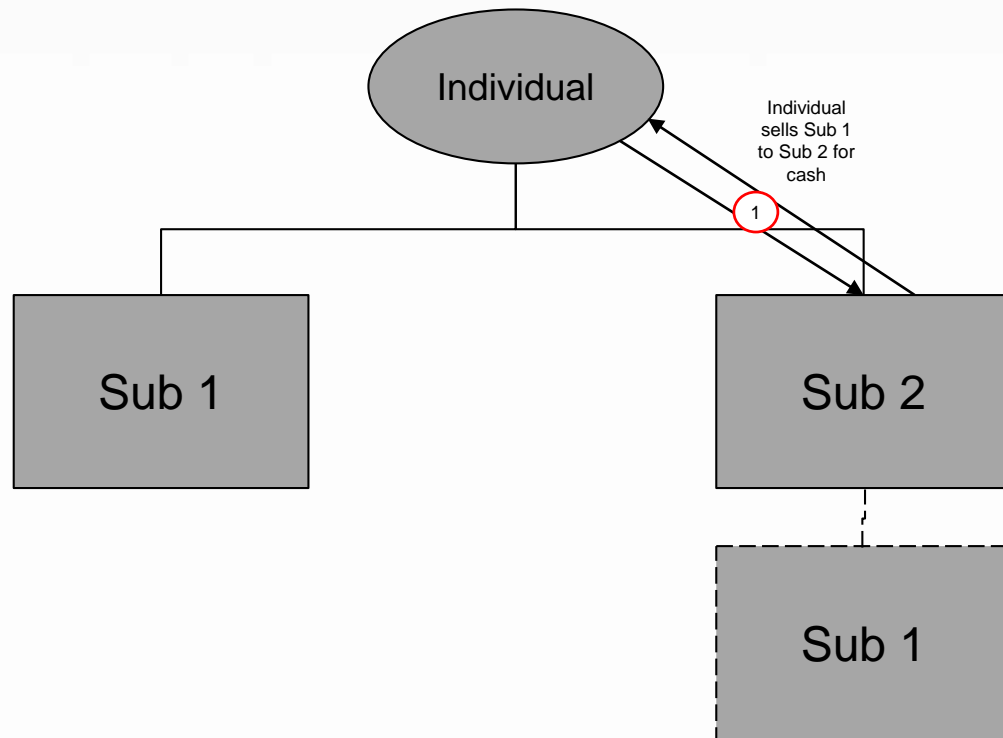 Individual
Individual
sells Sub 1
to Sub 2 for
cash
1
Sub 1
Sub 2
Sub 1